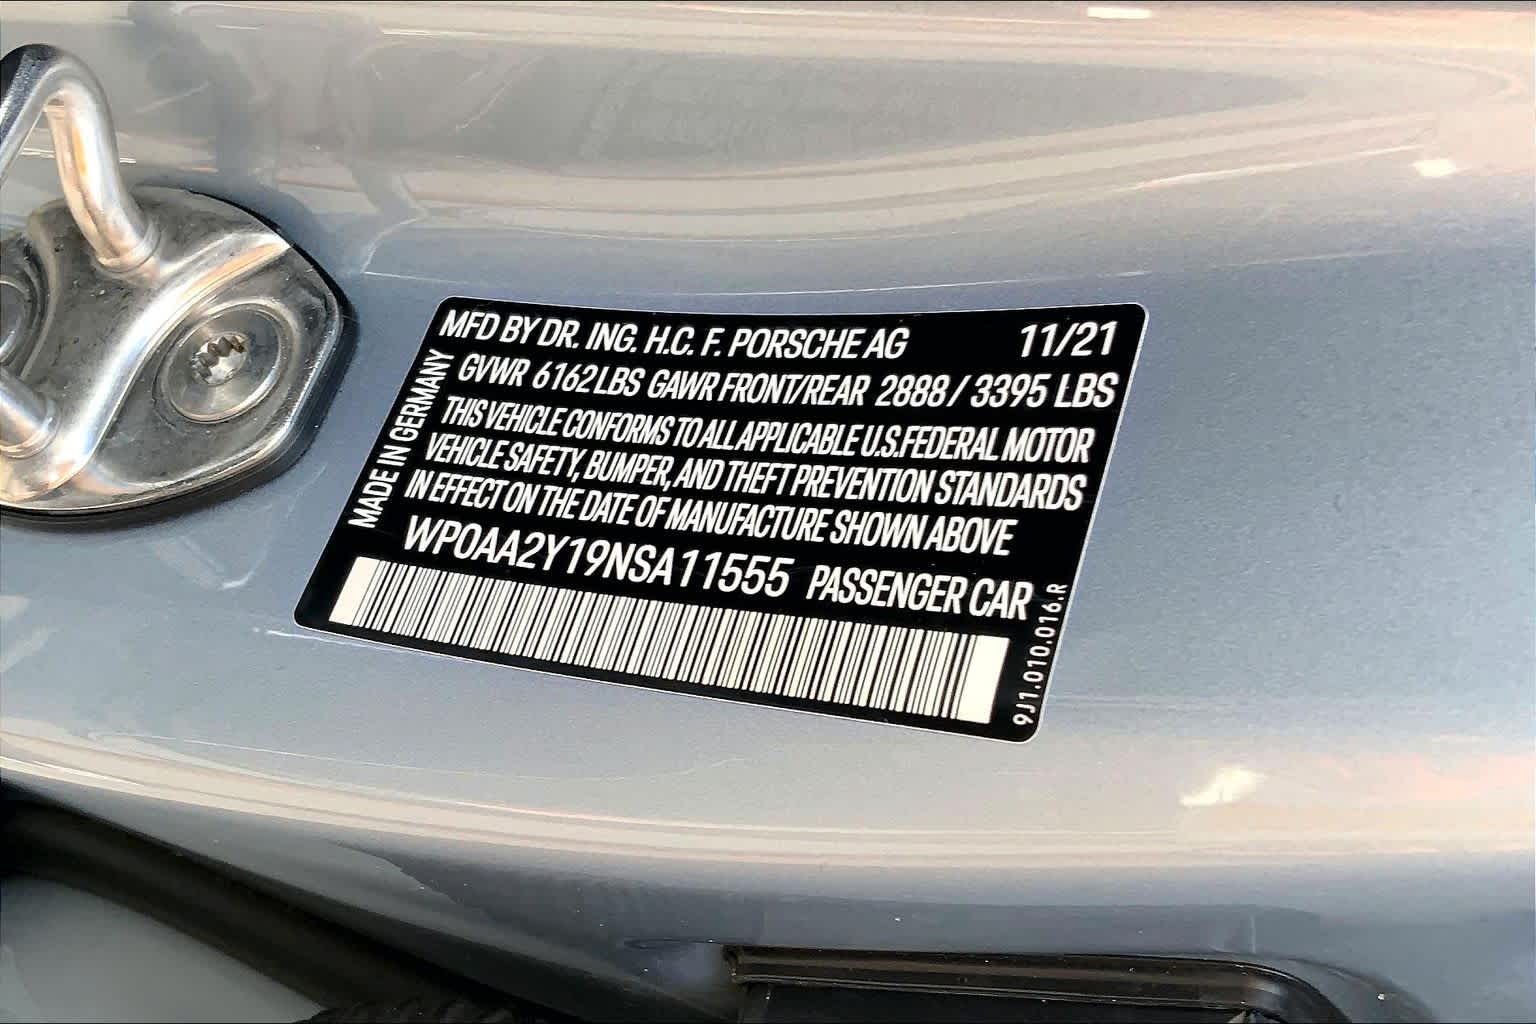 MFD BY DR. ING. H.C. F. PORSCHE AG 11/21
GVWR 6162 LBS GAWR FRONT/REAR 2888 / 3395 LBS
THIS VEHICLE CONFORMS TO ALL APPLICABLE U.S. FEDERAL MOTOR
VEHICLE SAFETY, BUMPER, AND THEFT PREVENTION STANDARDS
IN EFFECT ON THE DATE OF MANUFACTURE SHOWN ABOVE
WP0AA2Y19NSA11555 PASSENGER CAR
MADE IN GERMANY
9J1.010.016.R